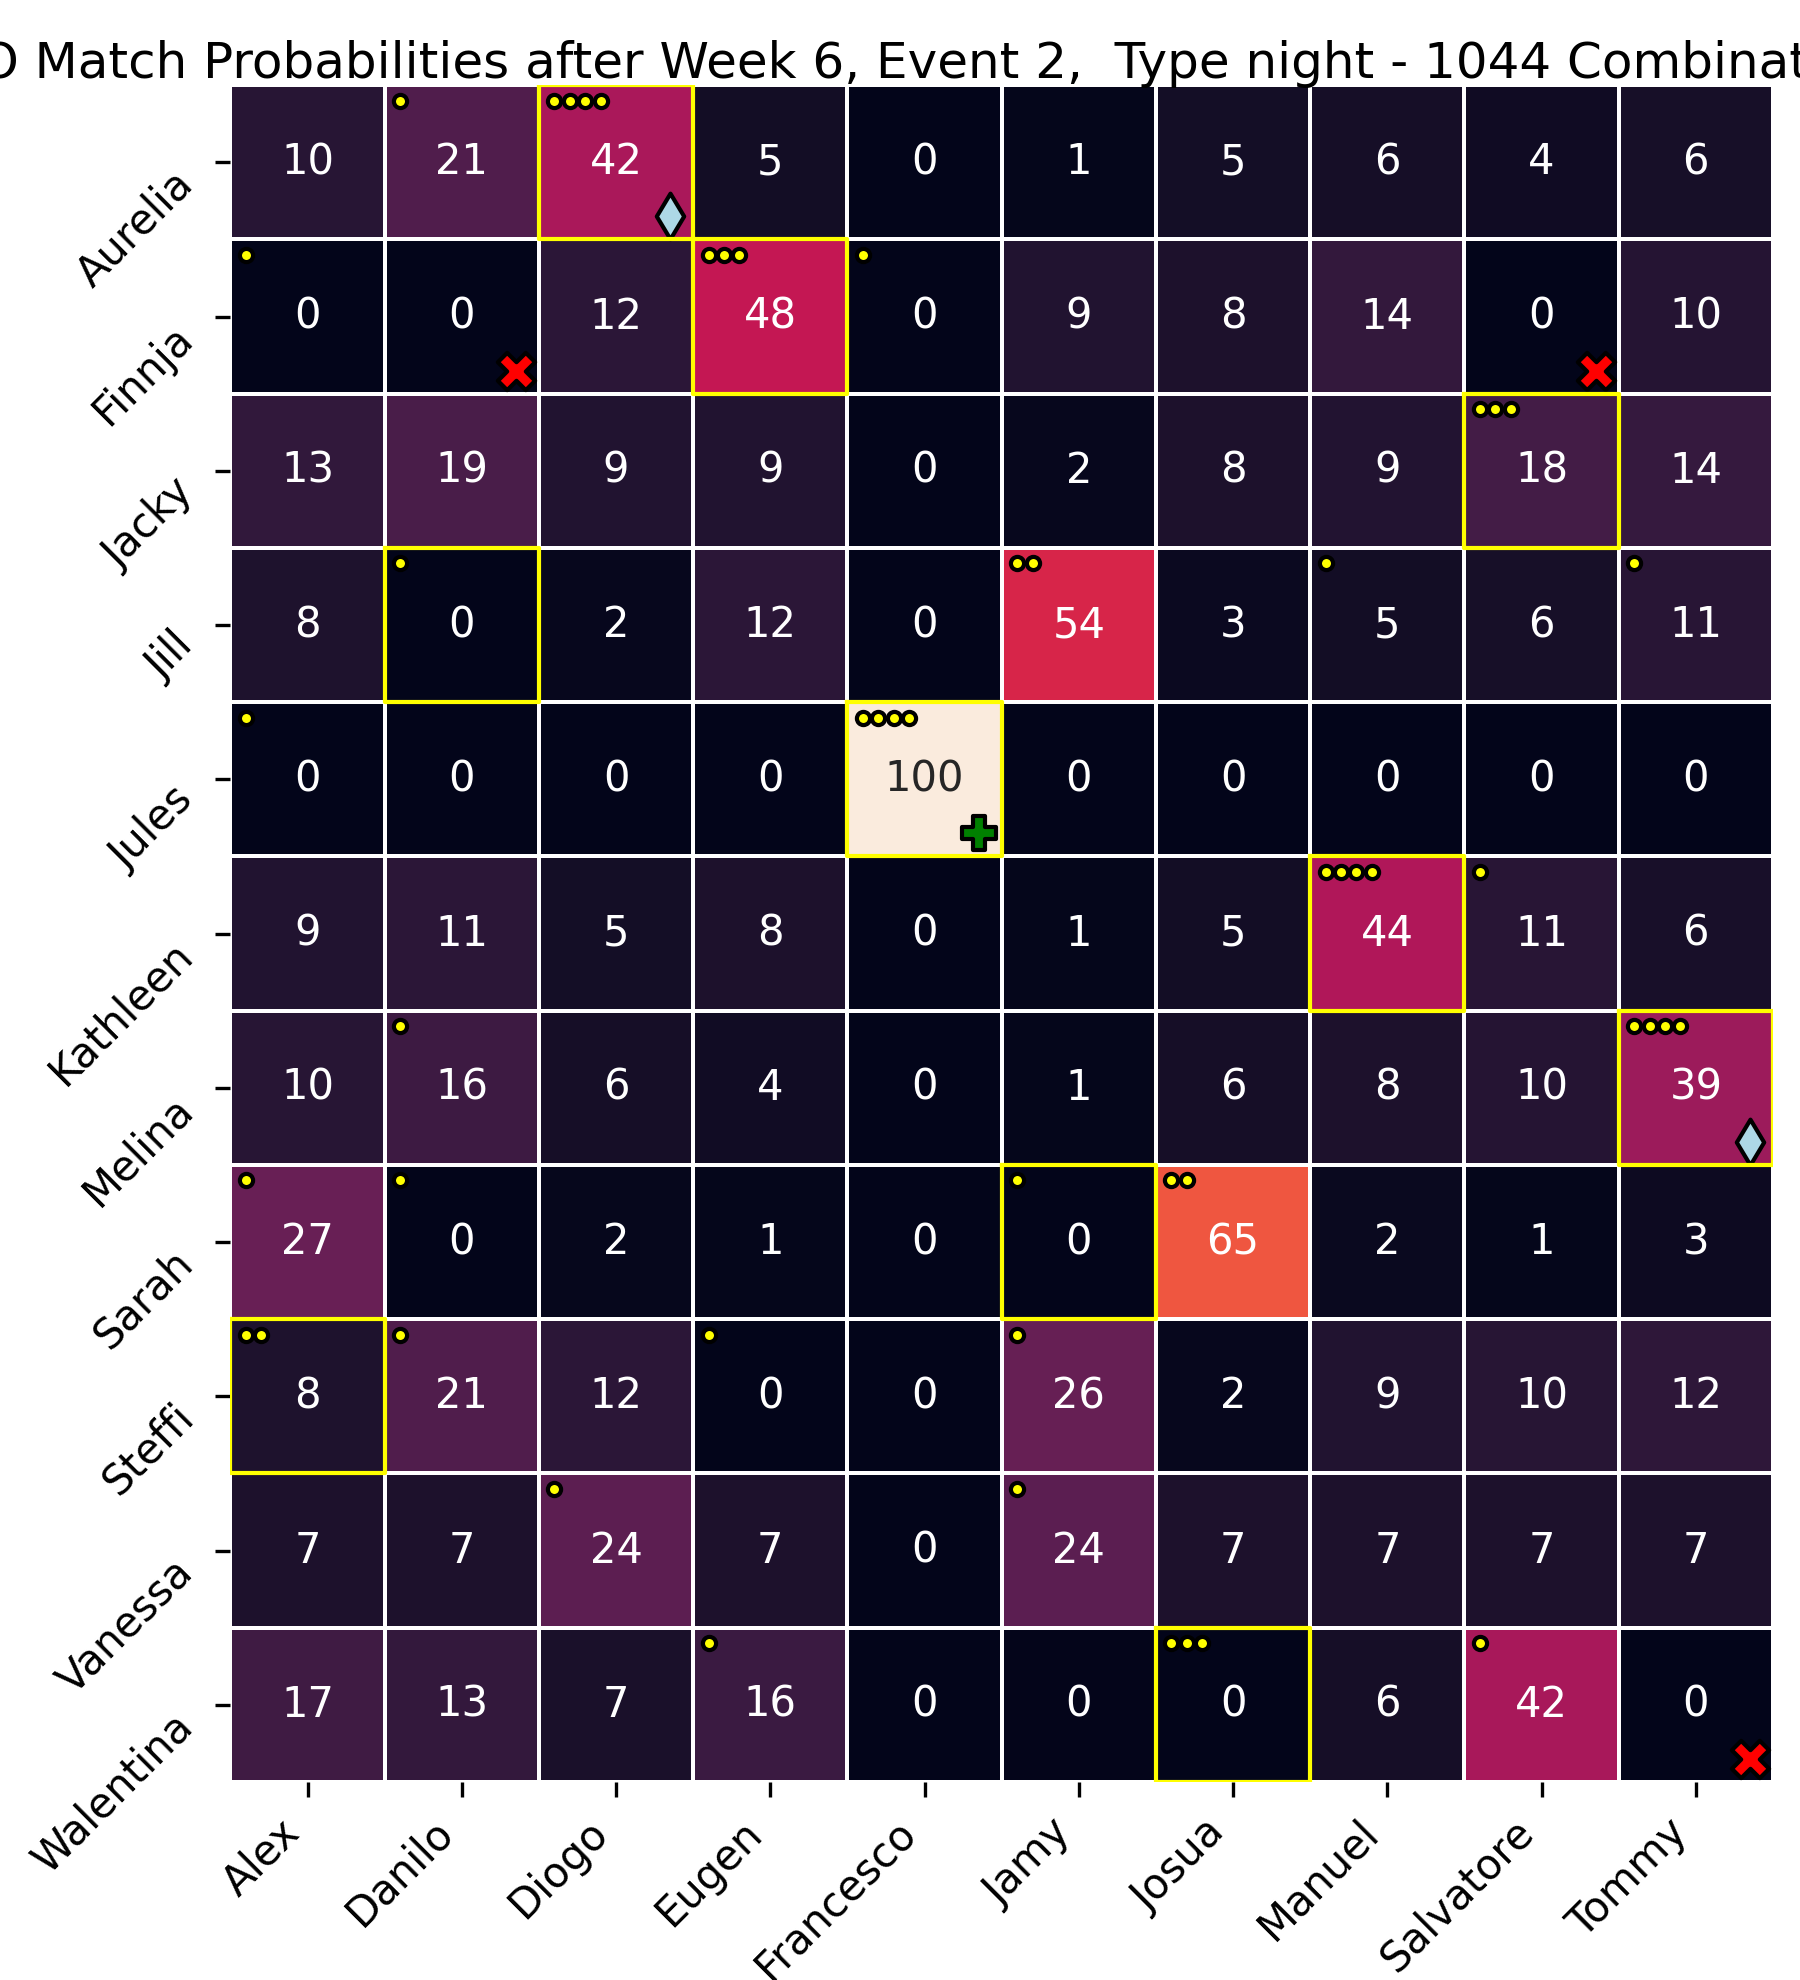 Match Probabilities after Week 6, Event 2, Type night - 1044
Aurelia 10 21 42 5 0 1 5 6 4 6
Finnja 0 0 12 48 0 9 8 14 0 10
Jacky 13 19 9 9 0 2 8 9 18 14
Jill 8 0 2 12 0 54 3 5 6 11
Jules 0 0 0 0 100 0 0 0 0 0
Kathleen 9 11 5 8 0 1 5 44 11 6
Melina 10 16 6 4 0 1 6 8 10 39
Sarah 27 0 2 1 0 0 65 2 1 3
Steffi 8 21 12 0 0 26 2 9 10 12
Vanessa 7 7 24 7 0 24 7 7 7 7
Walentina 17 13 7 16 0 0 0 6 42 0
Alex Danilo Diogo Eugen Francesco Jamy Josua Manuel Salvatore Tommy